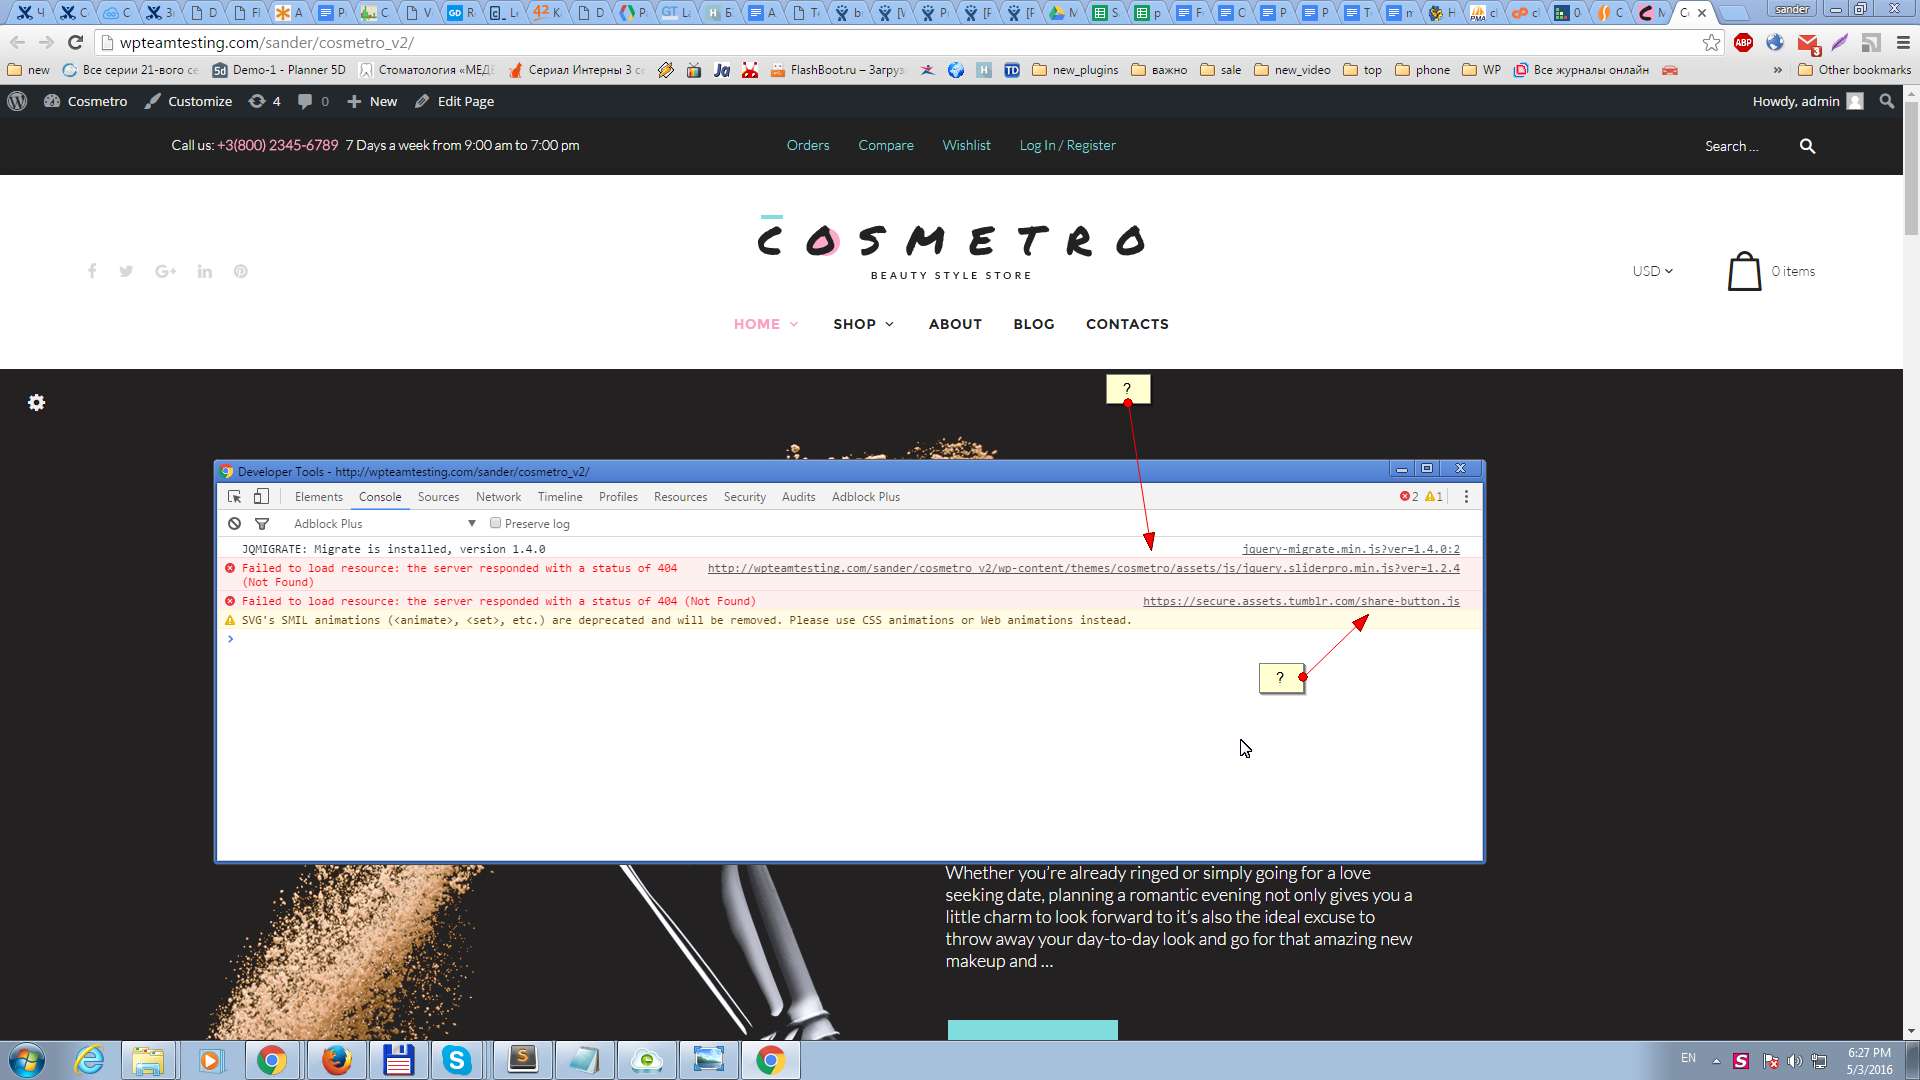 sander
wpteamtesting.com/sander/cosmetro_v2/
new
Все серии 21-вого се
Demo-1 - Planner 5D
Сериал Интерны 3 с
FlashBoot.ru – Загруз
new_plugins
важно
sale
new_video
top
phone
WP
Все журналы онлайн
»
Other bookmarks
Cosmetro
Customize
4
0
New
Edit Page
Howdy, admin
Call us: +3(800) 2345-6789 7 Days a week from 9:00 am to 7:00 pm
Orders
Compare
Wishlist
Log In / Register
Search ...
COSMETRO
BEAUTY STYLE STORE
USD
0 items
HOME
SHOP
ABOUT
BLOG
CONTACTS
?
Developer Tools - http://wpteamtesting.com/sander/cosmetro_v2/
Elements Console Sources Network Timeline Profiles Resources Security Audits Adblock Plus
2 1
Adblock Plus ▼ Preserve log
JQMIGRATE: Migrate is installed, version 1.4.0 jquery-migrate.min.js?ver=1.4.0:2
Failed to load resource: the server responded with a status of 404 http://wpteamtesting.com/sander/cosmetro_v2/wp-content/themes/cosmetro/assets/js/jquery.sliderpro.min.js?ver=1.2.4
(Not Found)
Failed to load resource: the server responded with a status of 404 (Not Found) https://secure.assets.tumblr.com/share-button.js
SVG's SMIL animations (<animate>, <set>, etc.) are deprecated and will be removed. Please use CSS animations or Web animations instead.
?
Whether you’re already ringed or simply going for a love
seeking date, planning a romantic evening not only gives you a
little charm to look forward to it’s also the ideal excuse to
throw away your day-to-day look and go for that amazing new
makeup and ...
EN
6:27 PM
5/3/2016